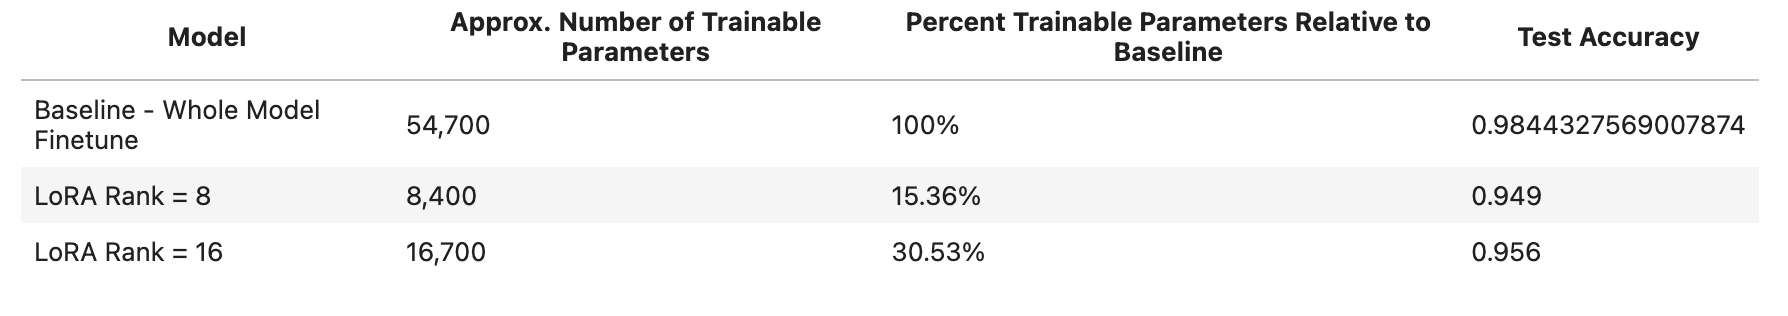 Model
Approx. Number of Trainable
Parameters
Percent Trainable Parameters Relative to
Baseline
Test Accuracy
Baseline - Whole Model
Finetune
54,700
100%
0.9844327569007874
LoRA Rank = 8
8,400
15.36%
0.949
LoRA Rank = 16
16,700
30.53%
0.956